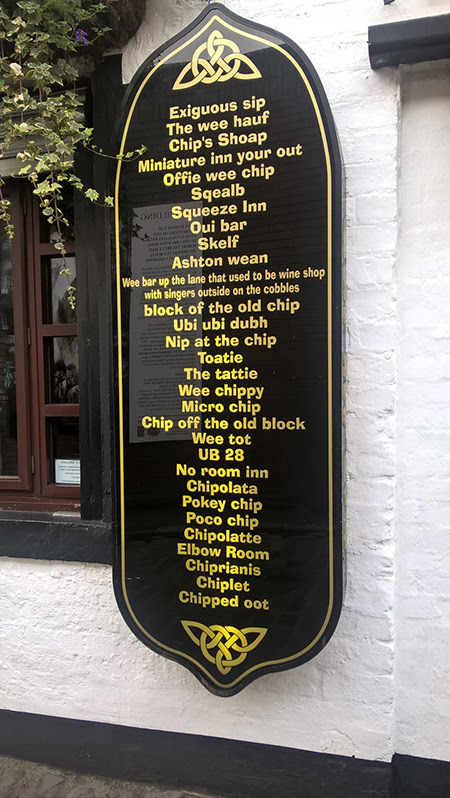 Exiguous sip
The wee hauf
Chip's Shoap
Miniature inn your out
Offie wee chip
Sqealb
Squeeze Inn
Oui bar
Skelf
Ashton wean
Wee bar up the lane that used to be wine shop
with singers outside on the cobbles
block of the old chip
Ubi ubi dubh
Nip at the chip
Toatie
The tattie
Wee chippy
Micro chip
Chip off the old block
Wee tot
UB 28
No room inn
Chipolata
Pokey chip
Poco chip
Chipolatte
Elbow Room
Chiprianis
Chiplet
Chipped oot